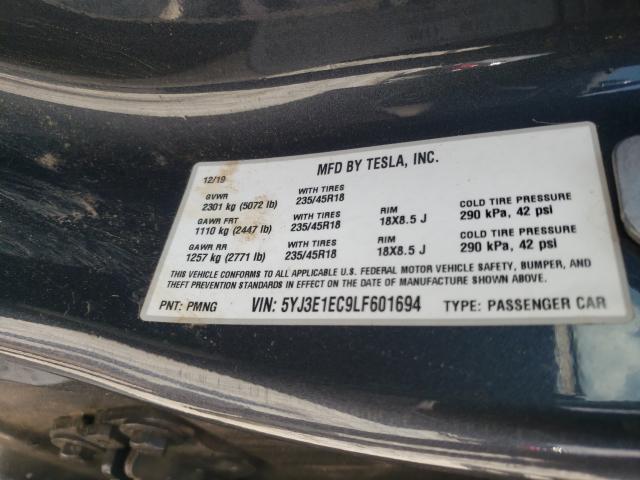 MFD BY TESLA, INC.
12/19
GVWR WITH TIRES COLD TIRE PRESSURE
2301 kg (5072 lb) 235/45R18 RIM 290 kPa, 42 psi
GAWR FRT WITH TIRES 18X8.5 J
1110 kg (2447 lb) 235/45R18 RIM COLD TIRE PRESSURE
GAWR RR WITH TIRES 18X8.5 J 290 kPa, 42 psi
1257 kg (2771 lb) 235/45R18
THIS VEHICLE CONFORMS TO ALL APPLICABLE U.S. FEDERAL MOTOR VEHICLE SAFETY, BUMPER, AND
THEFT PREVENTION STANDARDS IN EFFECT ON THE DATE OF MANUFACTURE SHOWN ABOVE.
PNT: PMNG VIN: 5YJ3E1EC9LF601694 TYPE: PASSENGER CAR